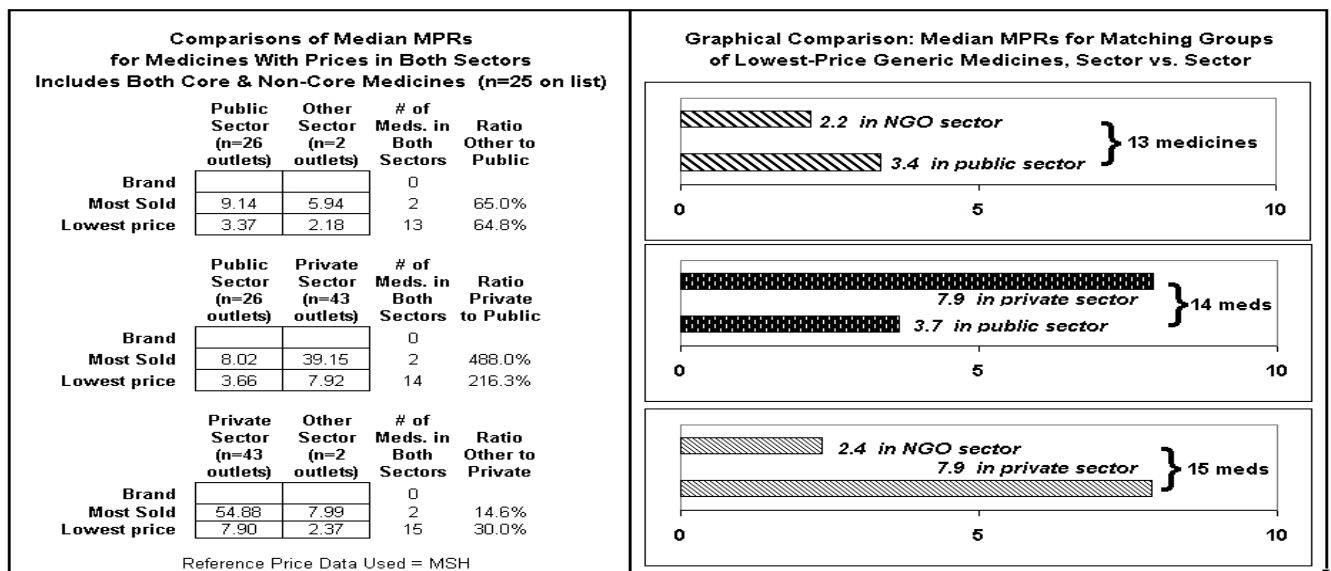 Comparisons of Median MPRs
for Medicines With Prices in Both Sectors
Includes Both Core & Non-Core Medicines (n=25 on list)
Public Other # of
Sector Sector Meds. in Ratio
(n=26 (n=2 Both Other to
outlets) outlets) Sectors Public
Brand 0
Most Sold 9.14 5.94 2 65.0%
Lowest price 3.37 2.18 13 64.8%
Public Private # of
Sector Sector Meds. in Ratio
(n=26 (n=43 Both Private
outlets) outlets) Sectors to Public
Brand 0
Most Sold 8.02 39.15 2 488.0%
Lowest price 3.66 7.92 14 216.3%
Private Other # of
Sector Sector Meds. in Ratio
(n=43 (n=2 Both Other to
outlets) outlets) Sectors Private
Brand 0
Most Sold 54.88 7.99 2 14.6%
Lowest price 7.90 2.37 15 30.0%
Reference Price Data Used = MSH
Graphical Comparison: Median MPRs for Matching Groups
of Lowest-Price Generic Medicines, Sector vs. Sector
2.2 in NGO sector
} 13 medicines
3.4 in public sector
0 5 10
7.9 in private sector
} 14 meds
3.7 in public sector
0 5 10
2.4 in NGO sector
7.9 in private sector } 15 meds
0 5 10